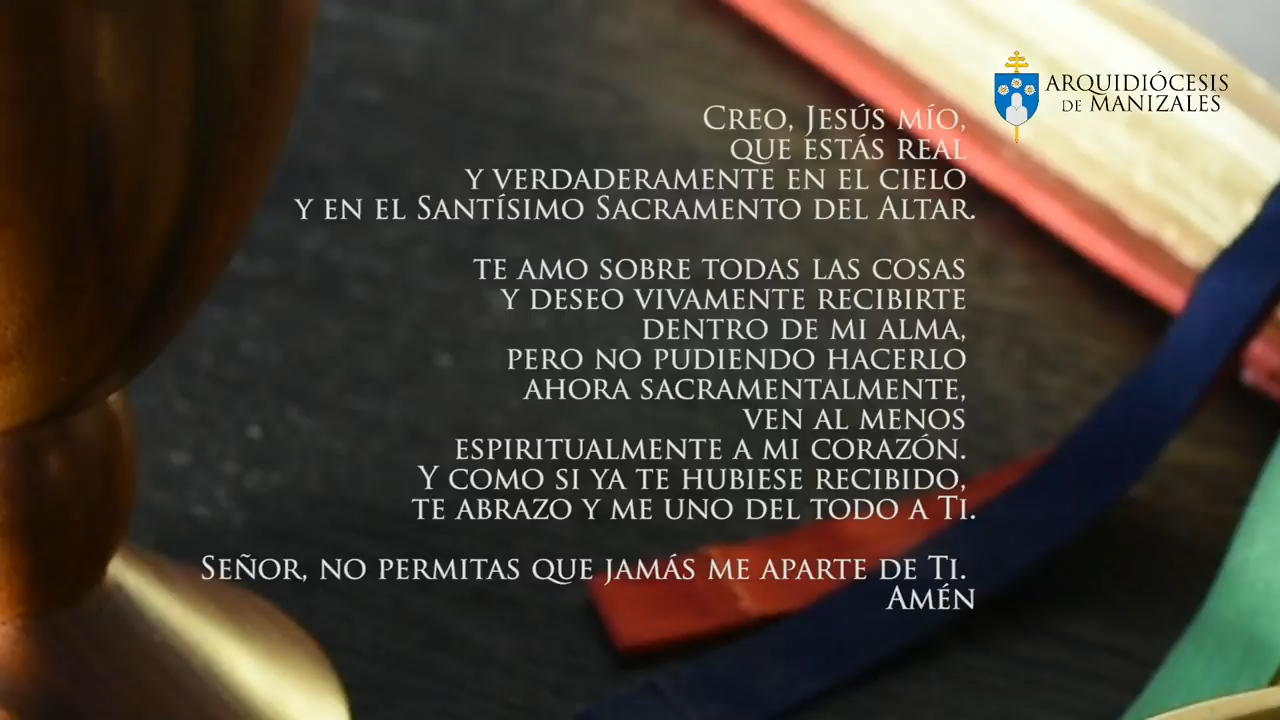 ARQUIDIÓCESIS
DE MANIZALES
CREO, JESÚS MÍO,
QUE ESTÁS REAL
Y VERDADERAMENTE EN EL CIELO
Y EN EL SANTÍSIMO SACRAMENTO DEL ALTAR.
TE AMO SOBRE TODAS LAS COSAS
Y DESEO VIVAMENTE RECIBIRTE
DENTRO DE MI ALMA,
PERO NO PUDIENDO HACERLO
AHORA SACRAMENTALMENTE,
VEN AL MENOS
ESPIRITUALMENTE A MI CORAZÓN.
Y COMO SI YA TE HUBIESE RECIBIDO,
TE ABRAZO Y ME UNO DEL TODO A TI.
SEÑOR, NO PERMITAS QUE JAMÁS ME APARTE DE TI.
AMÉN